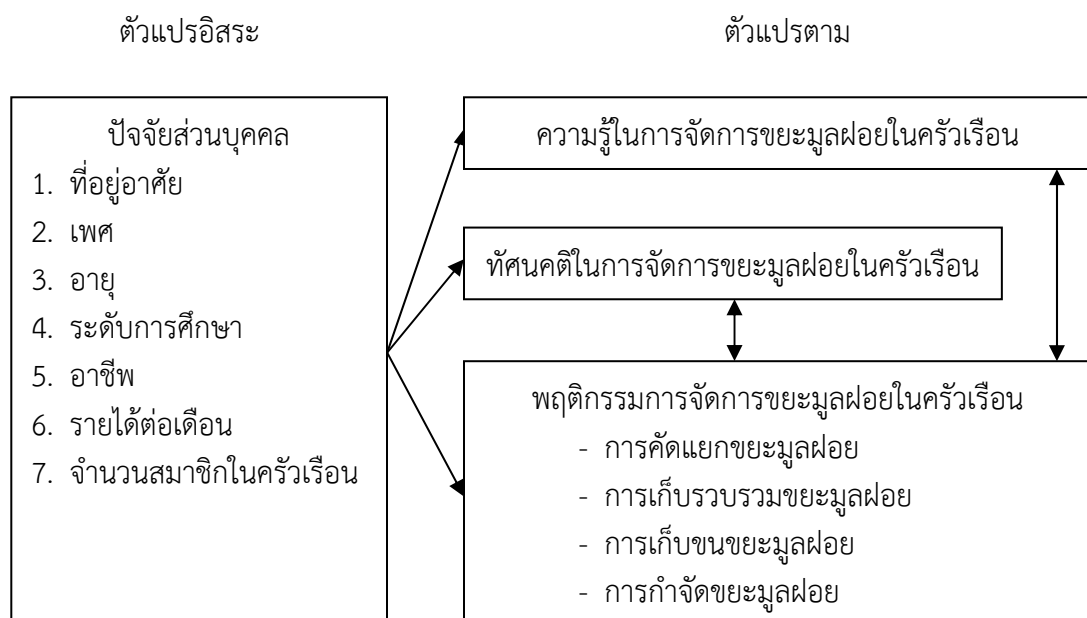 ตัวแปรอิสระ
ตัวแปรตาม
ปัจจัยส่วนบุคคล
1. ที่อยู่อาศัย
2. เพศ
3. อายุ
4. ระดับการศึกษา
5. อาชีพ
6. รายได้ต่อเดือน
7. จำนวนสมาชิกในครัวเรือน
ความรู้ในการจัดการขยะมูลฝอยในครัวเรือน
ทัศนคติในการจัดการขยะมูลฝอยในครัวเรือน
พฤติกรรมการจัดการขยะมูลฝอยในครัวเรือน
- การคัดแยกขยะมูลฝอย
- การเก็บรวบรวมขยะมูลฝอย
- การเก็บขนขยะมูลฝอย
- การกำจัดขยะมูลฝอย